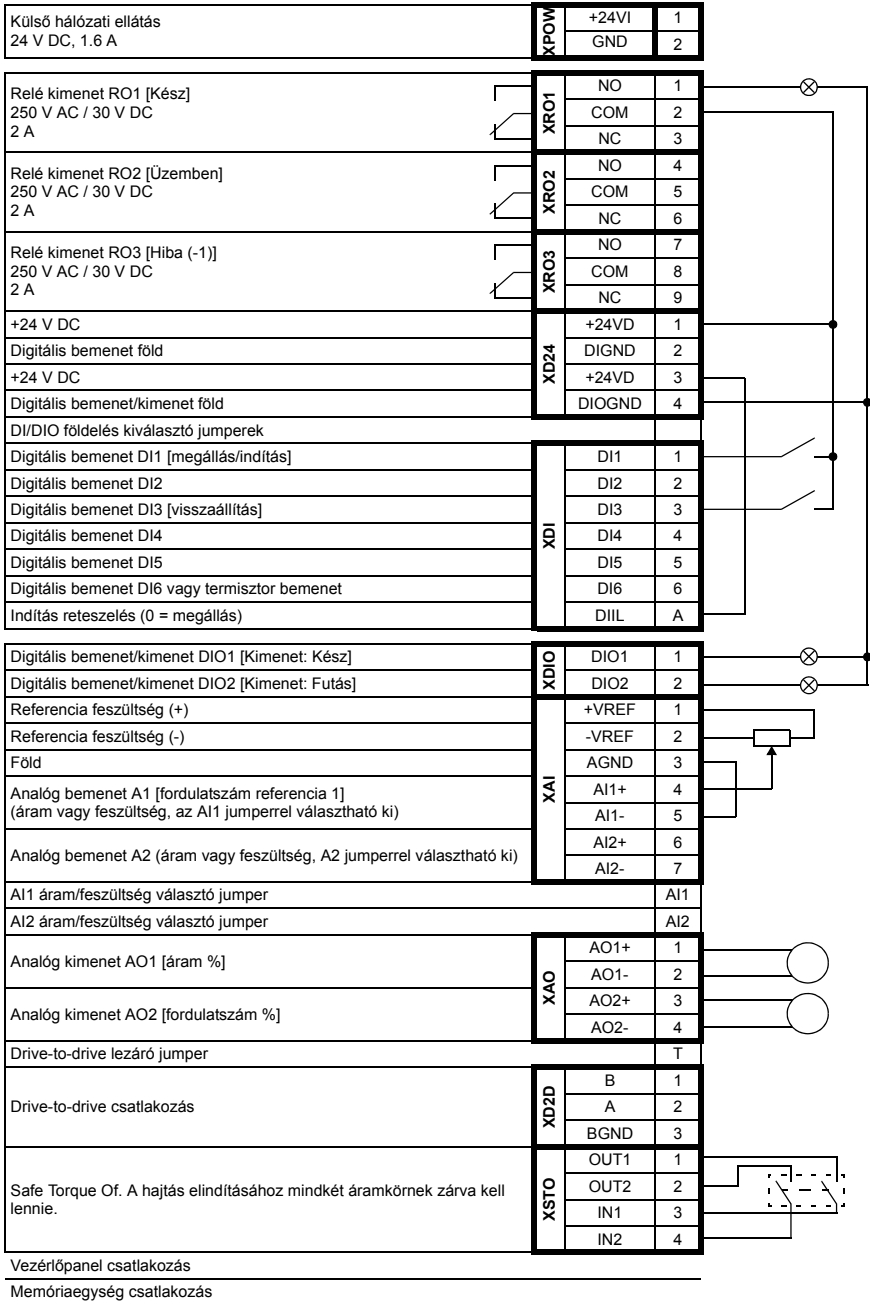 Külső hálózati ellátás
24 V DC, 1.6 A
XPOW
+24VI 1
GND 2
Relé kimenet RO1 [Kész]
250 V AC / 30 V DC
2 A
XRO1
NO 1
COM 2
NC 3
Relé kimenet RO2 [Üzemben]
250 V AC / 30 V DC
2 A
XRO2
NO 4
COM 5
NC 6
Relé kimenet RO3 [Hiba (-1)]
250 V AC / 30 V DC
2 A
XRO3
NO 7
COM 8
NC 9
XD24
+24 V DC +24VD 1
Digitális bemenet föld DIGND 2
+24 V DC +24VD 3
Digitális bemenet/kimenet föld DIOGND 4
DI/DIO földelés kiválasztó jumperek
XDI
Digitális bemenet DI1 [megállás/indítás] DI1 1
Digitális bemenet DI2 DI2 2
Digitális bemenet DI3 [visszaállítás] DI3 3
Digitális bemenet DI4 DI4 4
Digitális bemenet DI5 DI5 5
Digitális bemenet DI6 vagy termisztor bemenet DI6 6
Indítás reteszelés (0 = megállás) DIIL A
XDIO
Digitális bemenet/kimenet DIO1 [Kimenet: Kész] DIO1 1
Digitális bemenet/kimenet DIO2 [Kimenet: Futás] DIO2 2
XAI
Referencia feszültség (+) +VREF 1
Referencia feszültség (-) -VREF 2
Föld AGND 3
Analóg bemenet A1 [fordulatszám referencia 1]
(áram vagy feszültség, az AI1 jumperrel választható ki)
AI1+ 4
AI1- 5
Analóg bemenet A2 (áram vagy feszültség, A2 jumperrel választható ki)
AI2+ 6
AI2- 7
AI1 áram/feszültség választó jumper AI1
AI2 áram/feszültség választó jumper AI2
Analóg kimenet AO1 [áram %]
XAO
AO1+ 1
AO1- 2
Analóg kimenet AO2 [fordulatszám %]
AO2+ 3
AO2- 4
Drive-to-drive lezáró jumper T
Drive-to-drive csatlakozás
XD2D
B 1
A 2
BGND 3
Safe Torque Of. A hajtás elindításához mindkét áramkörnek zárva kell
lennie.
XSTO
OUT1 1
OUT2 2
IN1 3
IN2 4
Vezérlőpanel csatlakozás
Memóriaegység csatlakozás